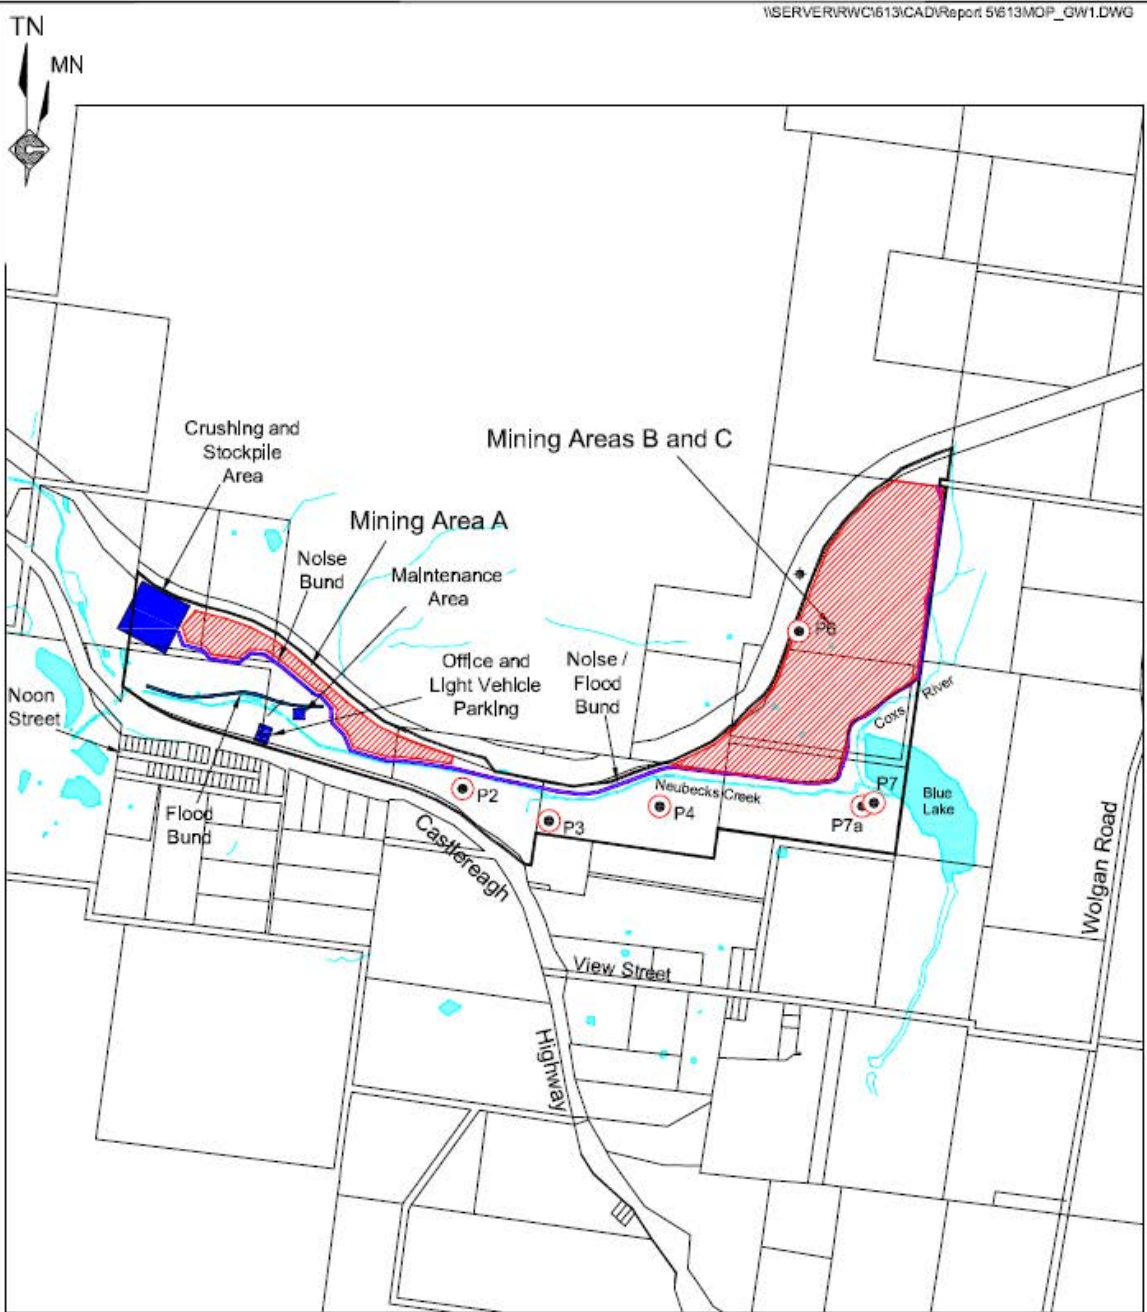 \\SERVER\RWC\613\CAD\Report 5\613MOP_GW1.DWG
TN
MN
Crushing and
Stockpile
Area
Mining Areas B and C
Mining Area A
Noise
Bund
Maintenance
Area
P6
Office and
Light Vehicle
Parking
Noise /
Flood
Bund
Noon
Street
Coxs River
Neubecks Creek
P7
Blue
Lake
P2
P4
P7a
P3
Flood
Bund
Castlereagh
Wolgan Road
View Street
Highway